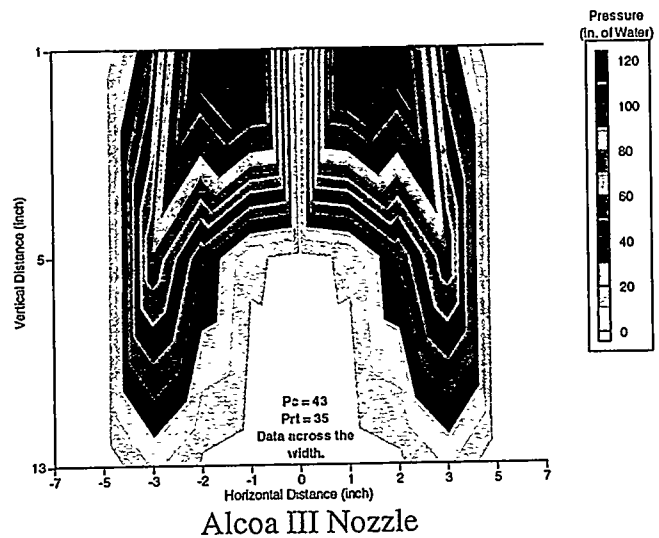 Pressure
(in. of Water)
120
100
80
60
40
20
0
Vertical Distance (inch)
1
5
13
Pc = 43
Prt = 35
Data across the
width.
-7 -5 -3 -2 -1 0 1 2 3 5 7
Horizontal Distance (inch)
Alcoa III Nozzle